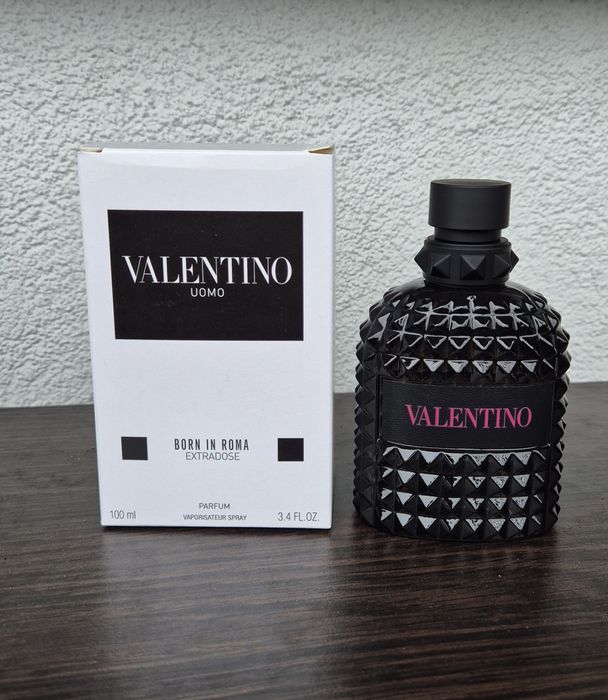 VALENTINO
UOMO
BORN IN ROMA
EXTRADOSE
PARFUM
100 ml
VAPORISATEUR SPRAY
3.4 FL.OZ.
VALENTINO